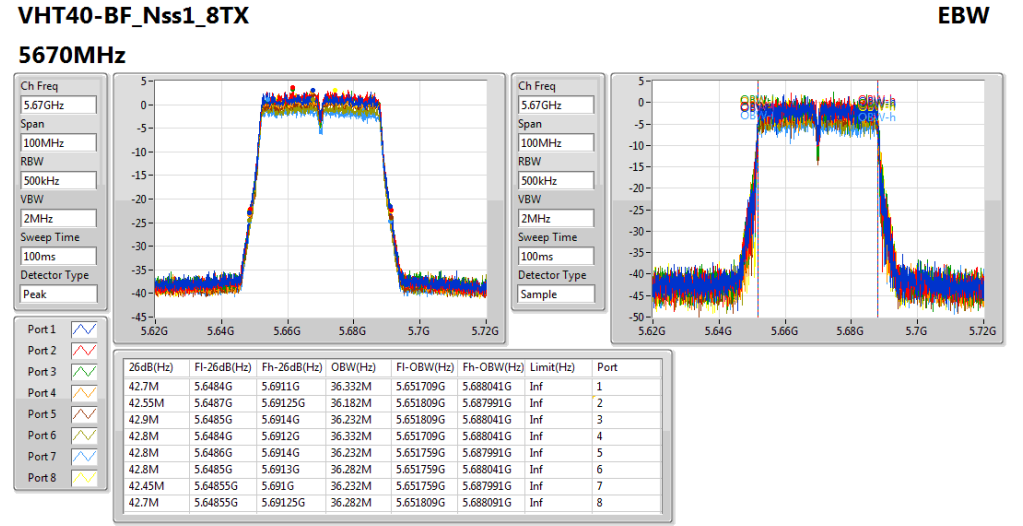 VHT40-BF_Nss1_8TX
EBW
5670MHz
Ch Freq
5.67GHz
Span
100MHz
RBW
500kHz
VBW
2MHz
Sweep Time
100ms
Detector Type
Peak
5-
0-
-5-
-10-
-15-
-20-
-25-
-30-
-35-
-40-
-45-
5.62G 5.64G 5.66G 5.68G 5.7G 5.72G
Ch Freq
5.67GHz
Span
100MHz
RBW
500kHz
VBW
2MHz
Sweep Time
100ms
Detector Type
Sample
5-
0-
-5-
-10-
-15-
-20-
-25-
-30-
-35-
-40-
-45-
-50-
OBW-h
5.62G 5.64G 5.66G 5.68G 5.7G 5.72G
Port 1
Port 2
Port 3
Port 4
Port 5
Port 6
Port 7
Port 8
26dB(Hz) Fl-26dB(Hz) Fh-26dB(Hz) OBW(Hz) Fl-OBW(Hz) Fh-OBW(Hz) Limit(Hz) Port
42.7M 5.6484G 5.6911G 36.332M 5.651709G 5.688041G Inf 1
42.55M 5.6487G 5.69125G 36.182M 5.651809G 5.687991G Inf 2
42.9M 5.6485G 5.6914G 36.232M 5.651809G 5.688041G Inf 3
42.8M 5.6484G 5.6912G 36.332M 5.651709G 5.688041G Inf 4
42.8M 5.6486G 5.6914G 36.232M 5.651759G 5.687991G Inf 5
42.8M 5.6485G 5.6913G 36.282M 5.651759G 5.688041G Inf 6
42.45M 5.64855G 5.691G 36.232M 5.651759G 5.687991G Inf 7
42.7M 5.64855G 5.69125G 36.282M 5.651809G 5.688091G Inf 8